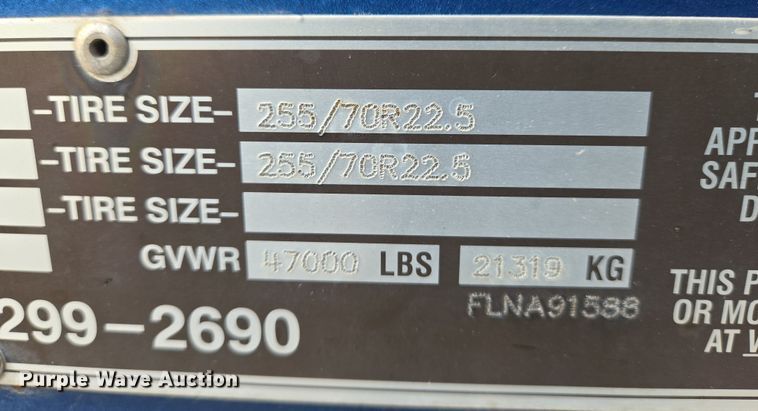 -TIRE SIZE- 255/70R22.5
-TIRE SIZE- 255/70R22.5
-TIRE SIZE-
GVWR 47000 LBS 21319 KG
FLNA91588
299-2690
APP
SAF
D
THIS P
OR MO
AT
Purple Wave Auction